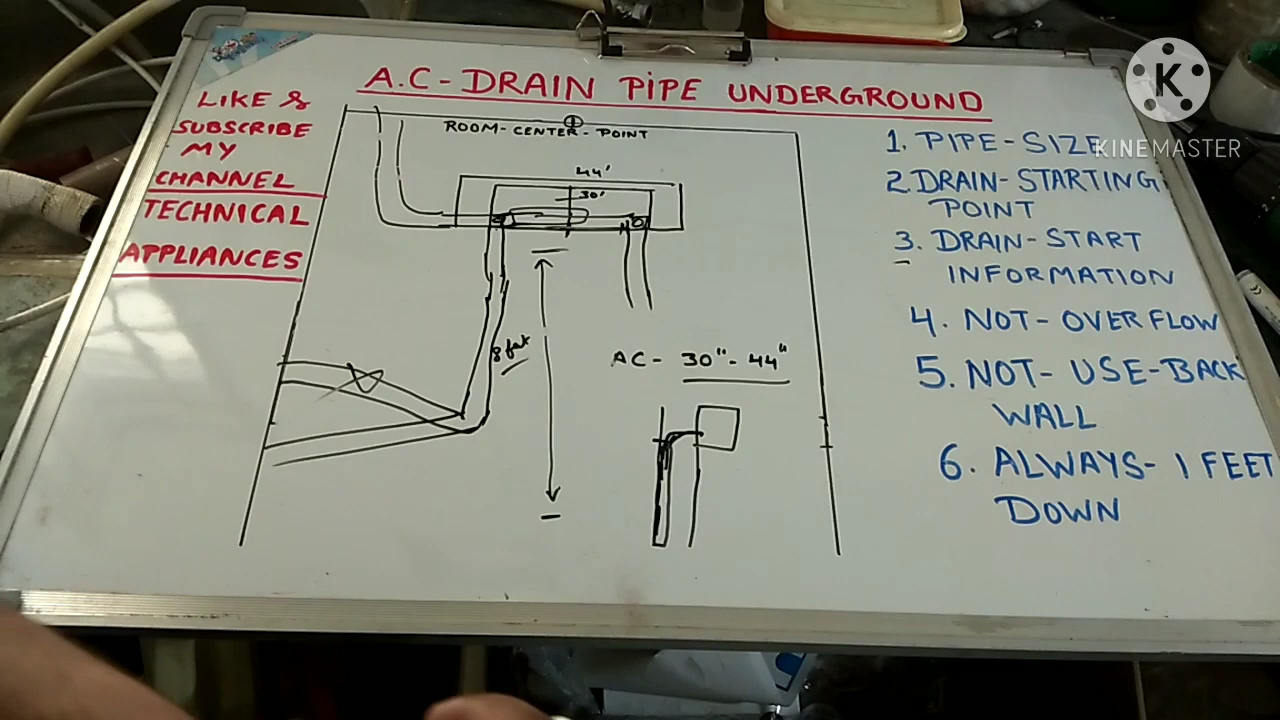 A.C-DRAIN PIPE UNDERGROUND
LIKE &
SUBSCRIBE
MY
CHANNEL
TECHNICAL
APPLIANCES
1
ROOM-CENTER-POINT
44'
30'
8 feet
AC- 30"-44"
1. PIPE-SIZE
2. DRAIN-STARTING
POINT
3. DRAIN-START
INFORMATION
4. NOT-OVERFLOW
5. NOT-USE-BACK
WALL
6. ALWAYS-1 FEET
DOWN
K
KINEMASTER